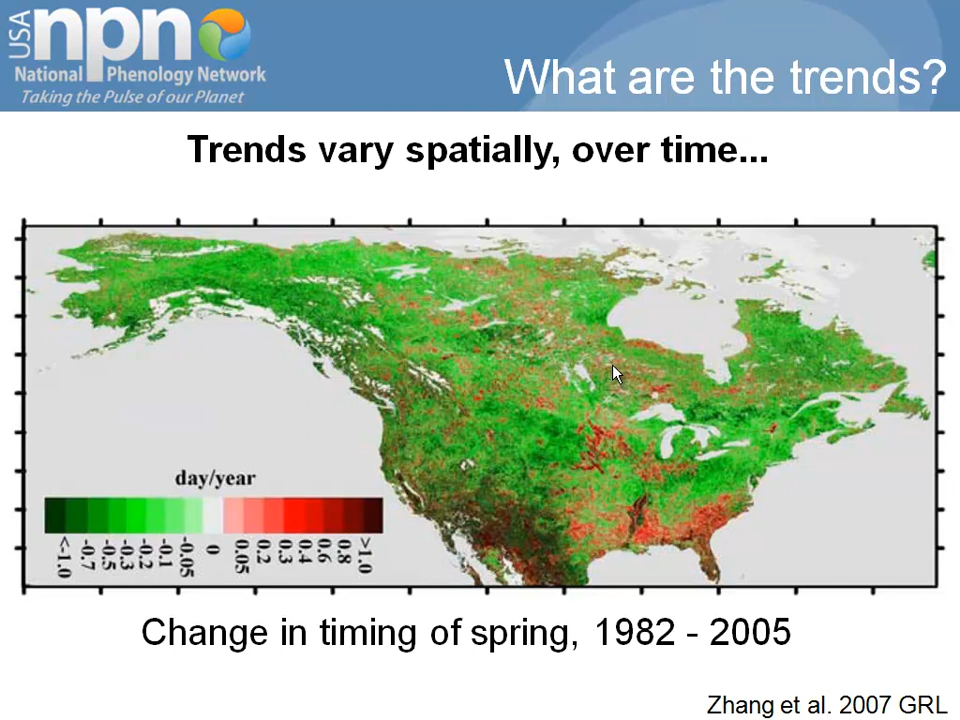 USA
npn
National Phenology Network
Taking the Pulse of our Planet
What are the trends?
Trends vary spatially, over time...
day/year
<-1.0 -0.7 -0.5 -0.3 -0.2 -0.1 -0.05 0 0.05 0.2 0.3 0.4 0.6 0.8 >1.0
Change in timing of spring, 1982 - 2005
Zhang et al. 2007 GRL